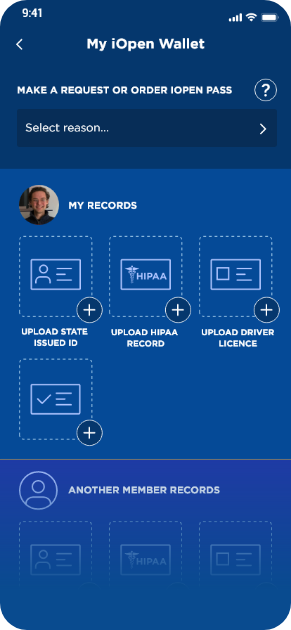 9:41
My iOpen Wallet
MAKE A REQUEST OR ORDER IOPEN PASS
?
Select reason...
MY RECORDS
HIPAA
UPLOAD STATE
ISSUED ID
UPLOAD HIPAA
RECORD
UPLOAD DRIVER
LICENCE
ANOTHER MEMBER RECORDS
HIPAA